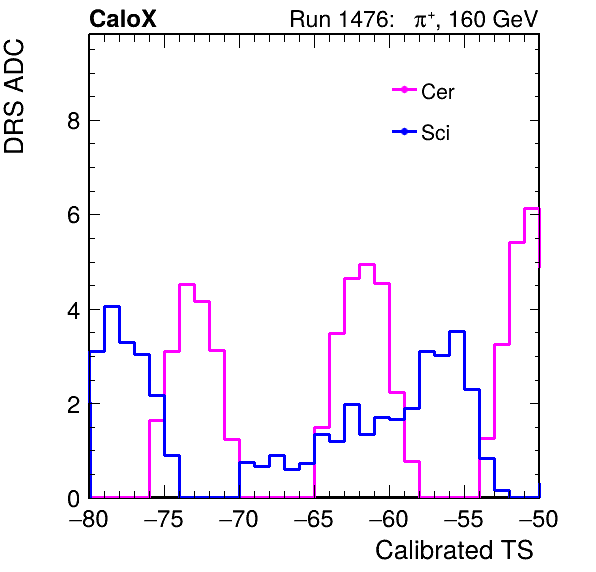 CaloX Run 1476: π⁺, 160 GeV
DRS ADC
Cer
Sci
8
6
4
2
0
−80 −75 −70 −65 −60 −55 −50
Calibrated TS